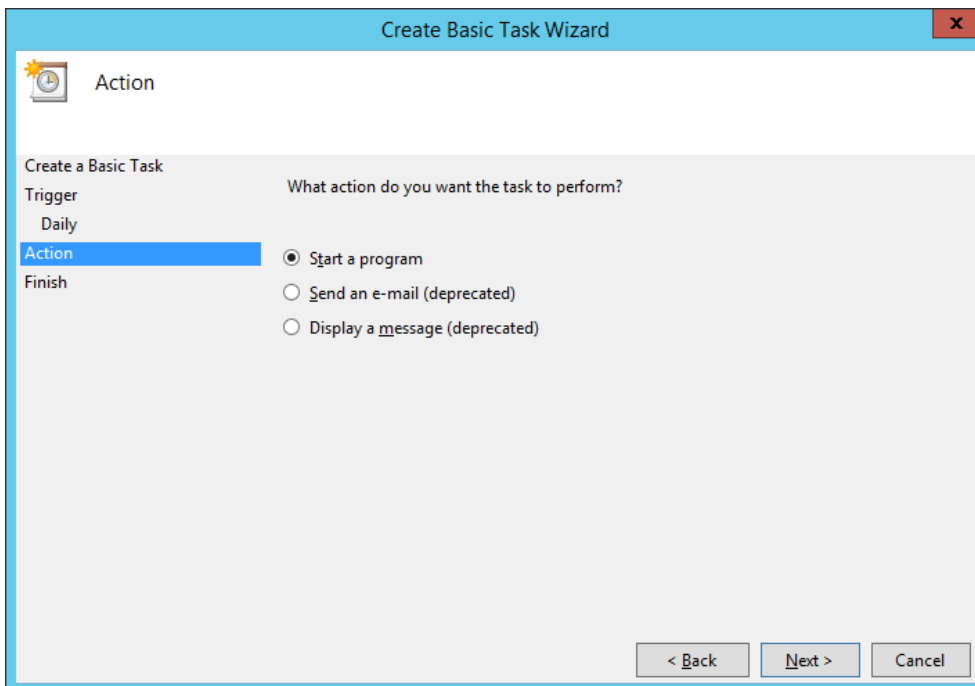 Create Basic Task Wizard
x
Action
Create a Basic Task
Trigger
Daily
Action
Finish
What action do you want the task to perform?
Start a program
Send an e-mail (deprecated)
Display a message (deprecated)
< Back
Next >
Cancel